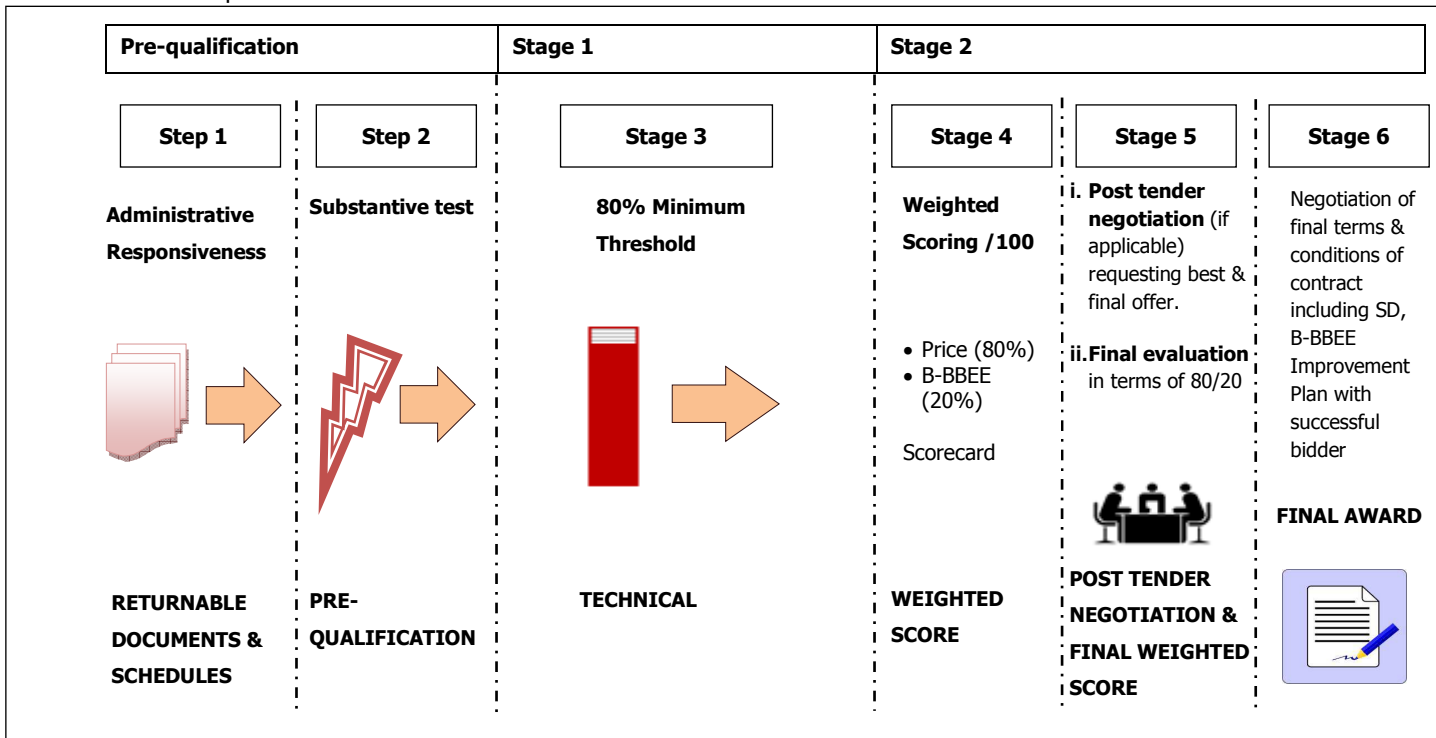 Pre-qualification
Stage 1
Stage 2
Step 1
Step 2
Stage 3
Stage 4
Stage 5
Stage 6
Administrative
Responsiveness
RETURNABLE
DOCUMENTS &
SCHEDULES
Substantive test
PRE-
QUALIFICATION
80% Minimum
Threshold
TECHNICAL
Weighted
Scoring /100
• Price (80%)
• B-BBEE
(20%)
Scorecard
WEIGHTED
SCORE
i. Post tender
negotiation (if
applicable)
requesting best &
final offer.
ii.Final evaluation
in terms of 80/20
POST TENDER
NEGOTIATION &
FINAL WEIGHTED
SCORE
Negotiation of
final terms &
conditions of
contract
including SD,
B-BBEE
Improvement
Plan with
successful
bidder
FINAL AWARD